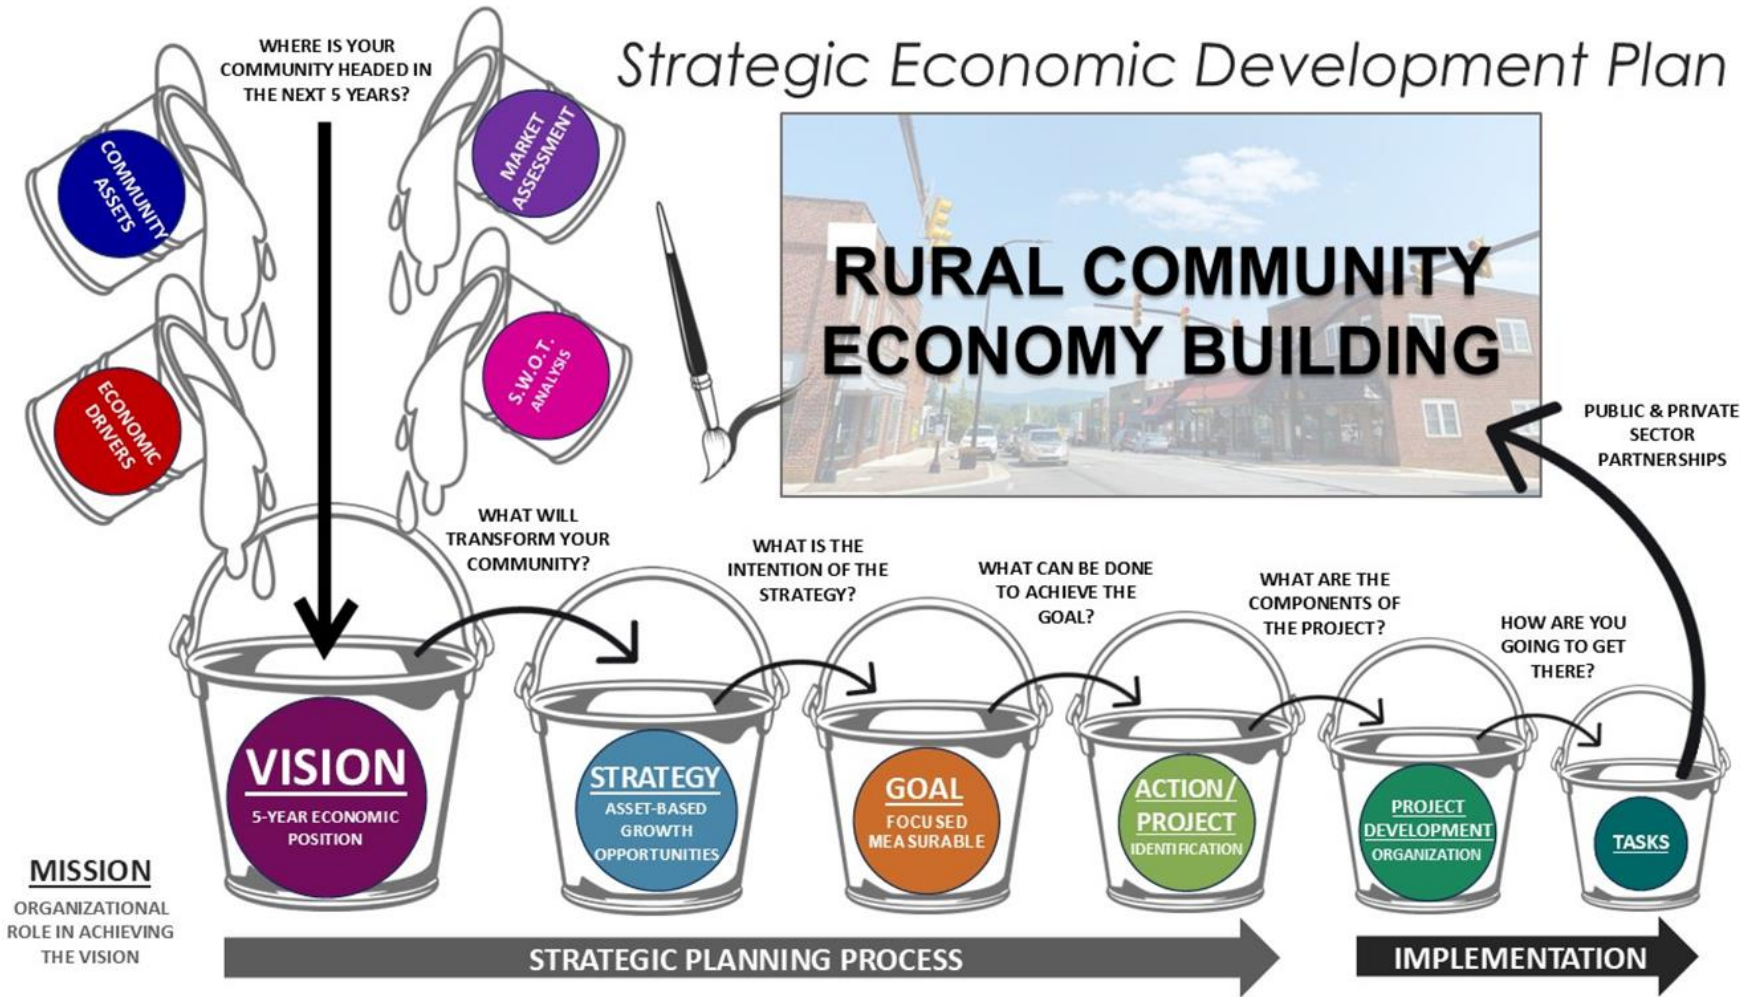 Strategic Economic Development Plan
WHERE IS YOUR
COMMUNITY HEADED IN
THE NEXT 5 YEARS?
COMMUNITY
ASSETS
MARKET
ASSESSMENT
ECONOMIC
DRIVERS
S.W.O.T.
ANALYSIS
RURAL COMMUNITY
ECONOMY BUILDING
PUBLIC & PRIVATE
SECTOR
PARTNERSHIPS
WHAT WILL
TRANSFORM YOUR
COMMUNITY?
WHAT IS THE
INTENTION OF THE
STRATEGY?
WHAT CAN BE DONE
TO ACHIEVE THE
GOAL?
WHAT ARE THE
COMPONENTS OF
THE PROJECT?
HOW ARE YOU
GOING TO GET
THERE?
VISION
5-YEAR ECONOMIC
POSITION
STRATEGY
ASSET-BASED
GROWTH
OPPORTUNITIES
GOAL
FOCUSED
MEASURABLE
ACTION/
PROJECT
IDENTIFICATION
PROJECT
DEVELOPMENT
ORGANIZATION
TASKS
MISSION
ORGANIZATIONAL
ROLE IN ACHIEVING
THE VISION
STRATEGIC PLANNING PROCESS
IMPLEMENTATION